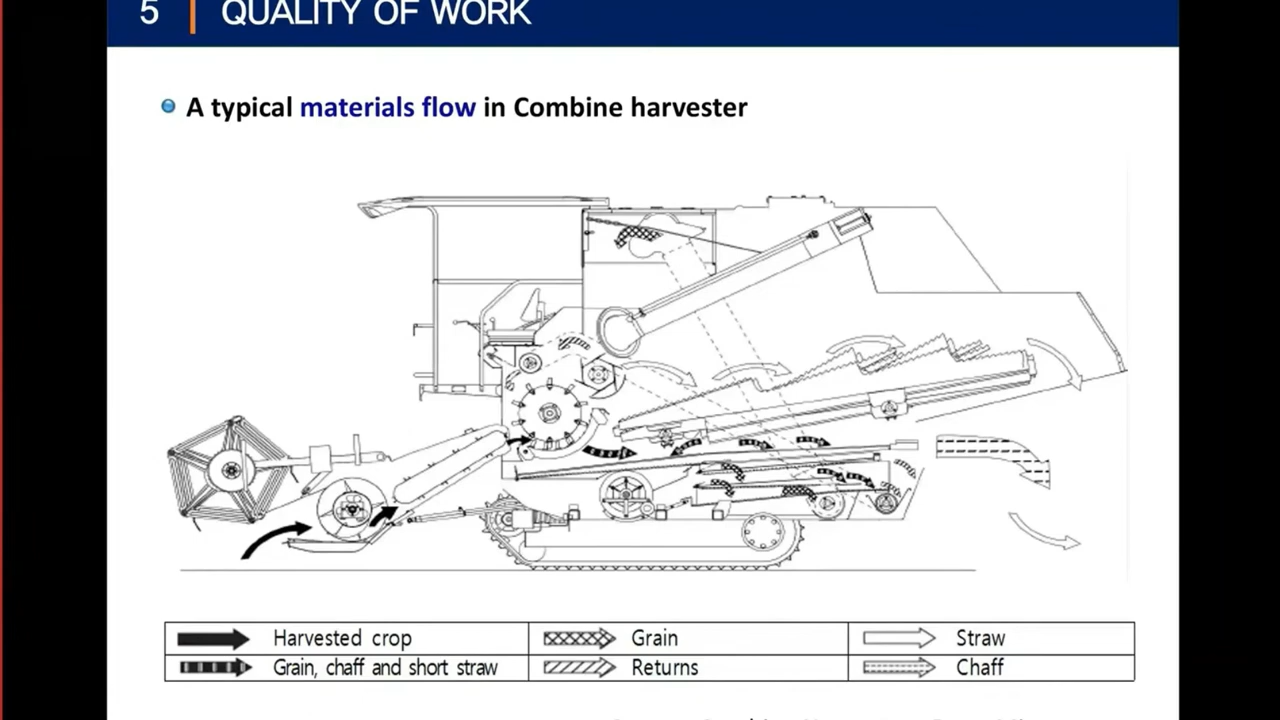 5 QUALITY OF WORK
A typical materials flow in Combine harvester
Harvested crop Grain Straw
Grain, chaff and short straw Returns Chaff